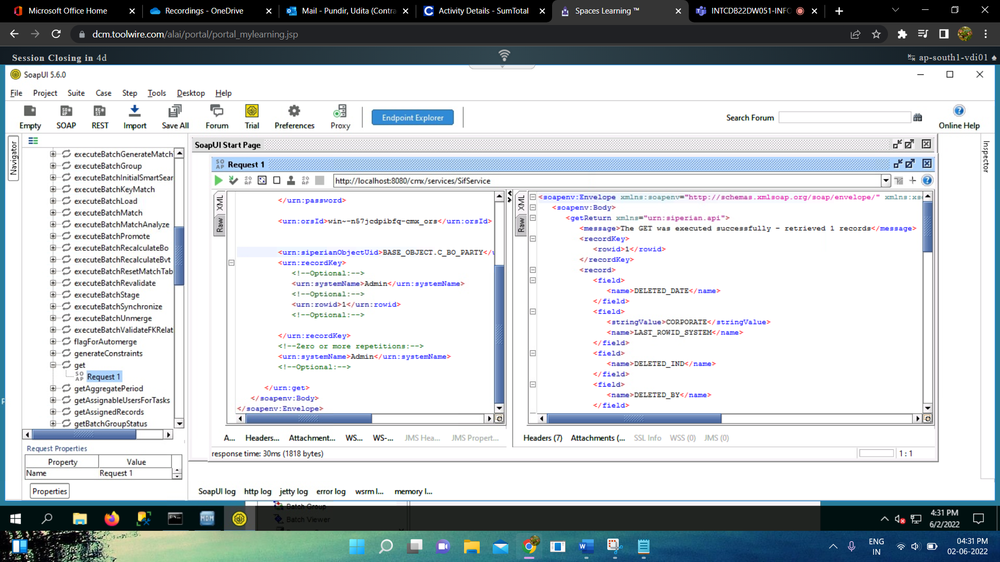 Microsoft Office Home
Recordings - OneDrive
Mail - Pundir, Udita (Contra
Activity Details - SumTotal
Spaces Learning ™
INTCDB22DW051-INFO
dcm.toolwire.com/alai/portal/portal_mylearning.jsp
Session Closing in 4d
ap-south1-vdi01
SoapUI 5.6.0
File Project Suite Case Step Tools Desktop Help
Empty SOAP REST Import Save All Forum Trial Preferences Proxy
Endpoint Explorer
Search Forum
Online Help
Navigator
executeBatchGenerateMatch
executeBatchGroup
executeBatchInitialSmartSear
executeBatchKeyMatch
executeBatchLoad
executeBatchMatch
executeBatchMatchAnalyze
executeBatchPromote
executeBatchRecalculateBo
executeBatchRecalculateBvt
executeBatchResetMatchTab
executeBatchRevalidate
executeBatchStage
executeBatchSynchronize
executeBatchUnmerge
executeBatchValidateFKRelat
flagForAutomerge
generateConstraints
get
SO AP Request 1
getAggregatePeriod
getAssignableUsersForTasks
getAssignedRecords
getBatchGroupStatus
Request Properties
Property Value
Name Request 1
Properties
SoapUI Start Page
SO AP Request 1
http://localhost:8080/cmx/services/SifService
XML
Raw
</urn:password>
<urn:orsId>win~-n57jcdpibfq-cmx_ors</urn:orsId>
<urn:siperianObjectUid>BASE_OBJECT.C_BO_PARTY</u
<urn:recordKey>
<!--Optional:-->
<urn:systemName>Admin</urn:systemName>
<!--Optional:-->
<urn:rowid>1</urn:rowid>
<!--Optional:-->
</urn:recordKey>
<!--Zero or more repetitions:-->
<urn:systemName>Admin</urn:systemName>
<!--Optional:-->
</urn:get>
</soapenv:Body>
</soapenv:Envelope>
A... Headers... Attachment... WS... WS-... JMS Hea... JMS Propert...
XML
Raw
<soapenv:Envelope xmlns:soapenv="http://schemas.xmlsoap.org/soap/envelope/" xmlns:xs
<soapenv:Body>
<getReturn xmlns="urn:siperian.api">
<message>The GET was executed successfully - retrieved 1 records</message>
<recordKey>
<rowid>1</rowid>
</recordKey>
<record>
<field>
<name>DELETED_DATE</name>
</field>
<field>
<stringValue>CORPORATE</stringValue>
<name>LAST_ROWID_SYSTEM</name>
</field>
<field>
<name>DELETED_IND</name>
</field>
<field>
<name>DELETED_BY</name>
</field>
Headers (7) Attachments (... SSL Info WSS (0) JMS (0)
response time: 30ms (1818 bytes)
1 : 1
Inspector
SoapUI log http log jetty log error log wsrm l... memory l...
Batch Group
Batch Viewer
MDM
4:31 PM
6/2/2022
ENG
IN
04:31 PM
02-06-2022